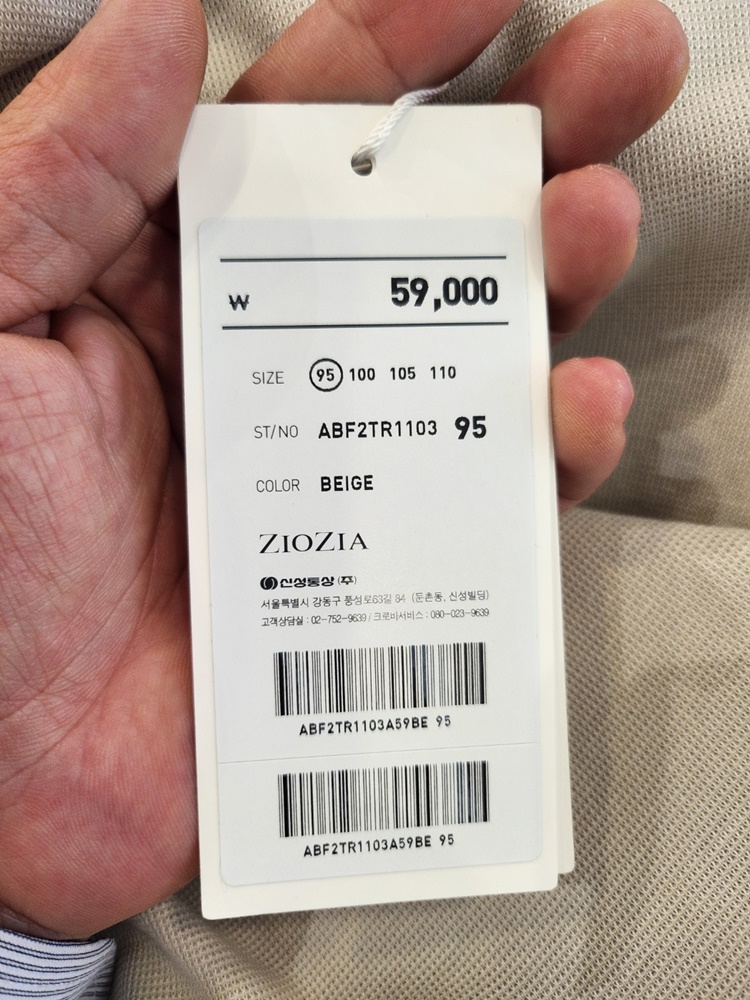 ₩ 59,000
SIZE 95 100 105 110
ST/NO ABF2TR1103 95
COLOR BEIGE
ZIOZIA
신성통상 (주)
서울특별시 강동구 풍성로63길 84 (둔촌동, 신성빌딩)
고객상담실 : 02-752-9639 / 크로바서비스 : 080-023-9639
ABF2TR1103A59BE 95
ABF2TR1103A59BE 95